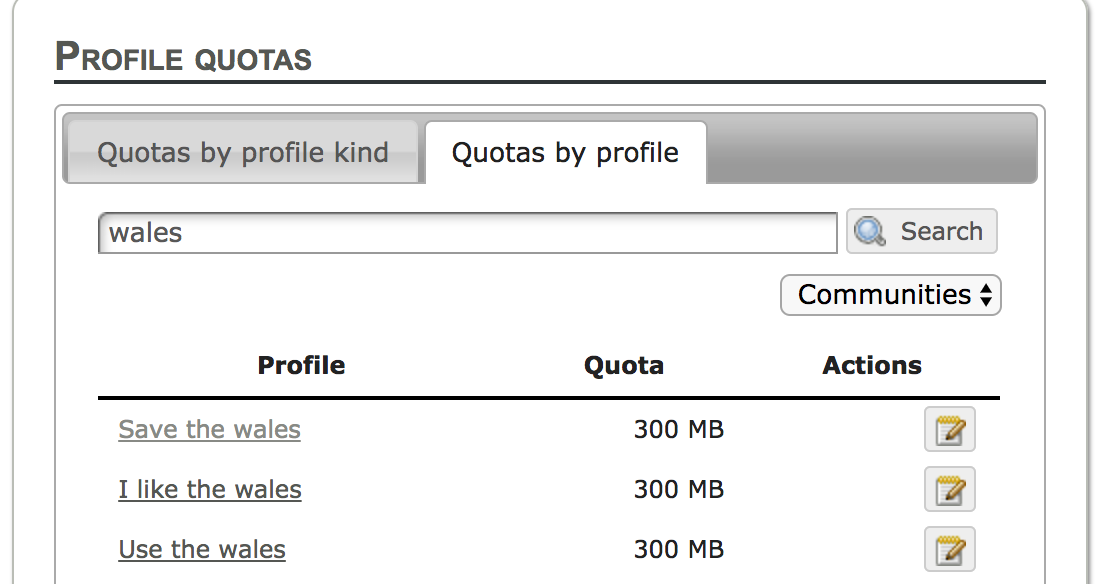 Profile quotas
Quotas by profile kind Quotas by profile
wales Search
Communities
Profile Quota Actions
Save the wales 300 MB
I like the wales 300 MB
Use the wales 300 MB